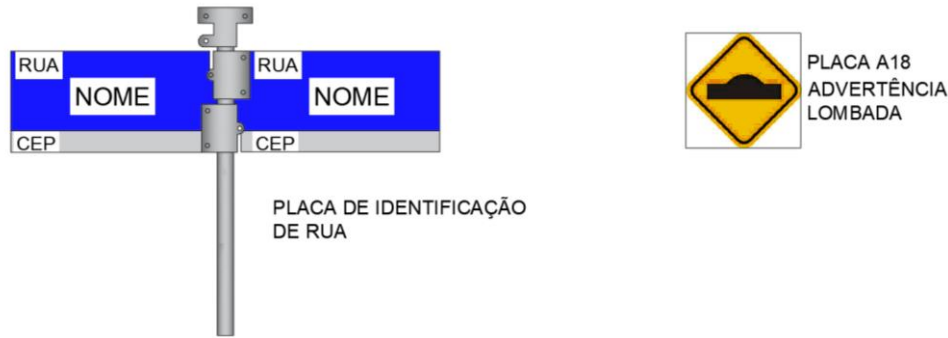 RUA
NOME
CEP
RUA
NOME
CEP
PLACA DE IDENTIFICAÇÃO
DE RUA
PLACA A18
ADVERTÊNCIA
LOMBADA